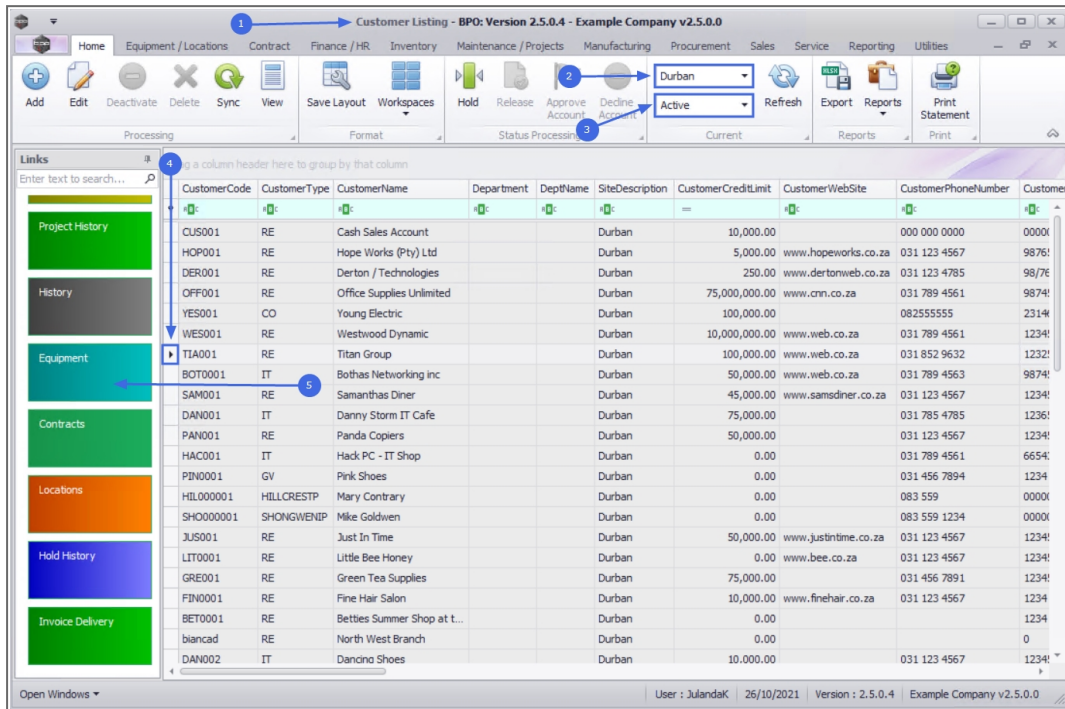 Customer Listing - BPO: Version 2.5.0.4 - Example Company v2.5.0.0
1
Home Equipment / Locations Contract Finance / HR Inventory Maintenance / Projects Manufacturing Procurement Sales Service Reporting Utilities
Add Edit Deactivate Delete Sync View Save Layout Workspaces Hold Release Approve Account Decline Account Refresh Export Reports Print Statement
2 Durban
3 Active
Processing Format Status Processing Current Reports Print
Links
Enter text to search...
4
a column header here to group by that column
CustomerCode CustomerType CustomerName Department DeptName SiteDescription CustomerCreditLimit CustomerWebSite CustomerPhoneNumber Customer
CUS001 RE Cash Sales Account Durban 10,000.00 000 000 0000
HOP001 RE Hope Works (Pty) Ltd Durban 5,000.00 www.hopeworks.co.za 031 123 4567
DER001 RE Derton / Technologies Durban 250.00 www.dertonweb.co.za 031 123 4785 98/76
OFF001 RE Office Supplies Unlimited Durban 75,000,000.00 www.cnn.co.za 031 789 4561
YES001 CO Young Electric Durban 100,000.00 082555555
WES001 RE Westwood Dynamic Durban 10,000,000.00 www.web.co.za 031 789 4561
TIA001 RE Titan Group Durban 100,000.00 www.web.co.za 031 852 9632
BOT0001 IT Bothas Networking inc Durban 50,000.00 www.web.co.za 031 789 4563
SAM001 RE Samanthas Diner Durban 45,000.00 www.samsdiner.co.za 031 123 4567
DAN001 IT Danny Storm IT Cafe Durban 75,000.00 031 785 4785
PAN001 RE Panda Copiers Durban 50,000.00 031 123 4567
HAC001 IT Hack PC - IT Shop Durban 0.00 031 789 4561
PIN0001 GV Pink Shoes Durban 0.00 031 456 7894 1234
HIL000001 HILLCRESTP Mary Contrary Durban 0.00 083 559
SHO000001 SHONGWENIP Mike Goldwen Durban 0.00 083 559 1234
JUS001 RE Just In Time Durban 50,000.00 www.justintime.co.za 031 123 4567
LIT0001 RE Little Bee Honey Durban 0.00 www.bee.co.za 031 123 4567
GRE001 RE Green Tea Supplies Durban 75,000.00 031 456 7891
FIN0001 RE Fine Hair Salon Durban 10,000.00 www.finehair.co.za 031 123 4567 1234
BET0001 RE Betties Summer Shop at t... Durban 0.00 1234
biancad RE North West Branch Durban 0.00 0
DAN002 IT Dancing Shoes Durban 10,000.00 031 123 4567
Project History
History
Equipment
5
Contracts
Locations
Hold History
Invoice Delivery
Open Windows User : JulandaK 26/10/2021 Version : 2.5.0.4 Example Company v2.5.0.0